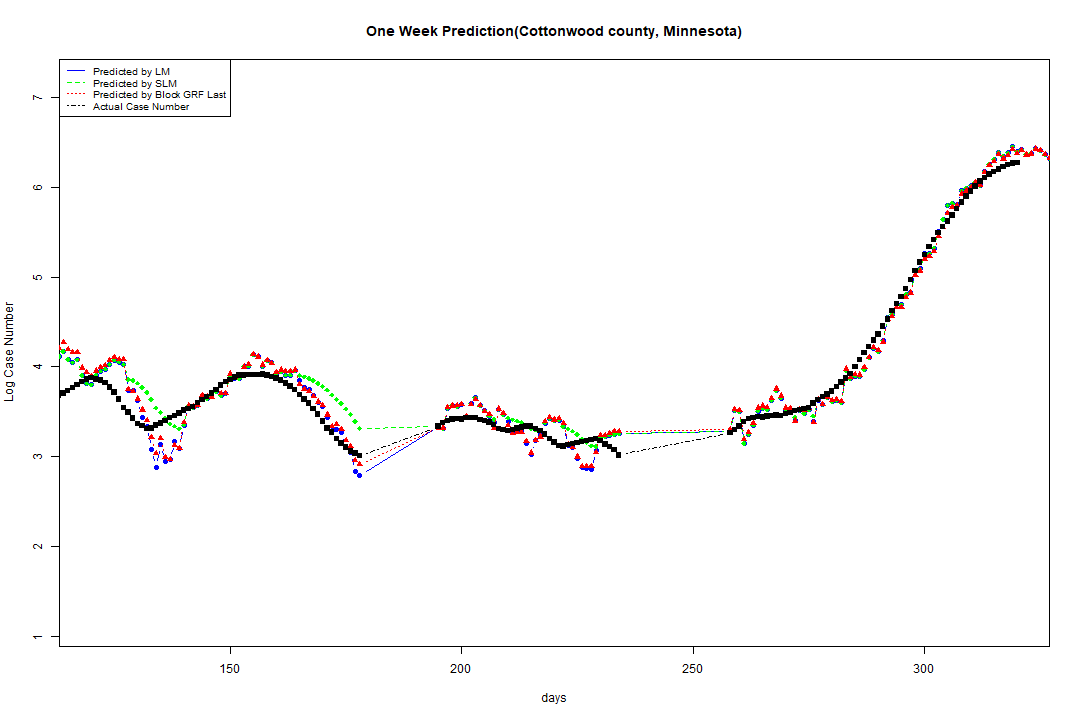 One Week Prediction(Cottonwood county, Minnesota)
Predicted by LM
Predicted by SLM
Predicted by Block GRF Last
Actual Case Number
7
6
5
4
3
2
1
Log Case Number
150 200 250 300
days